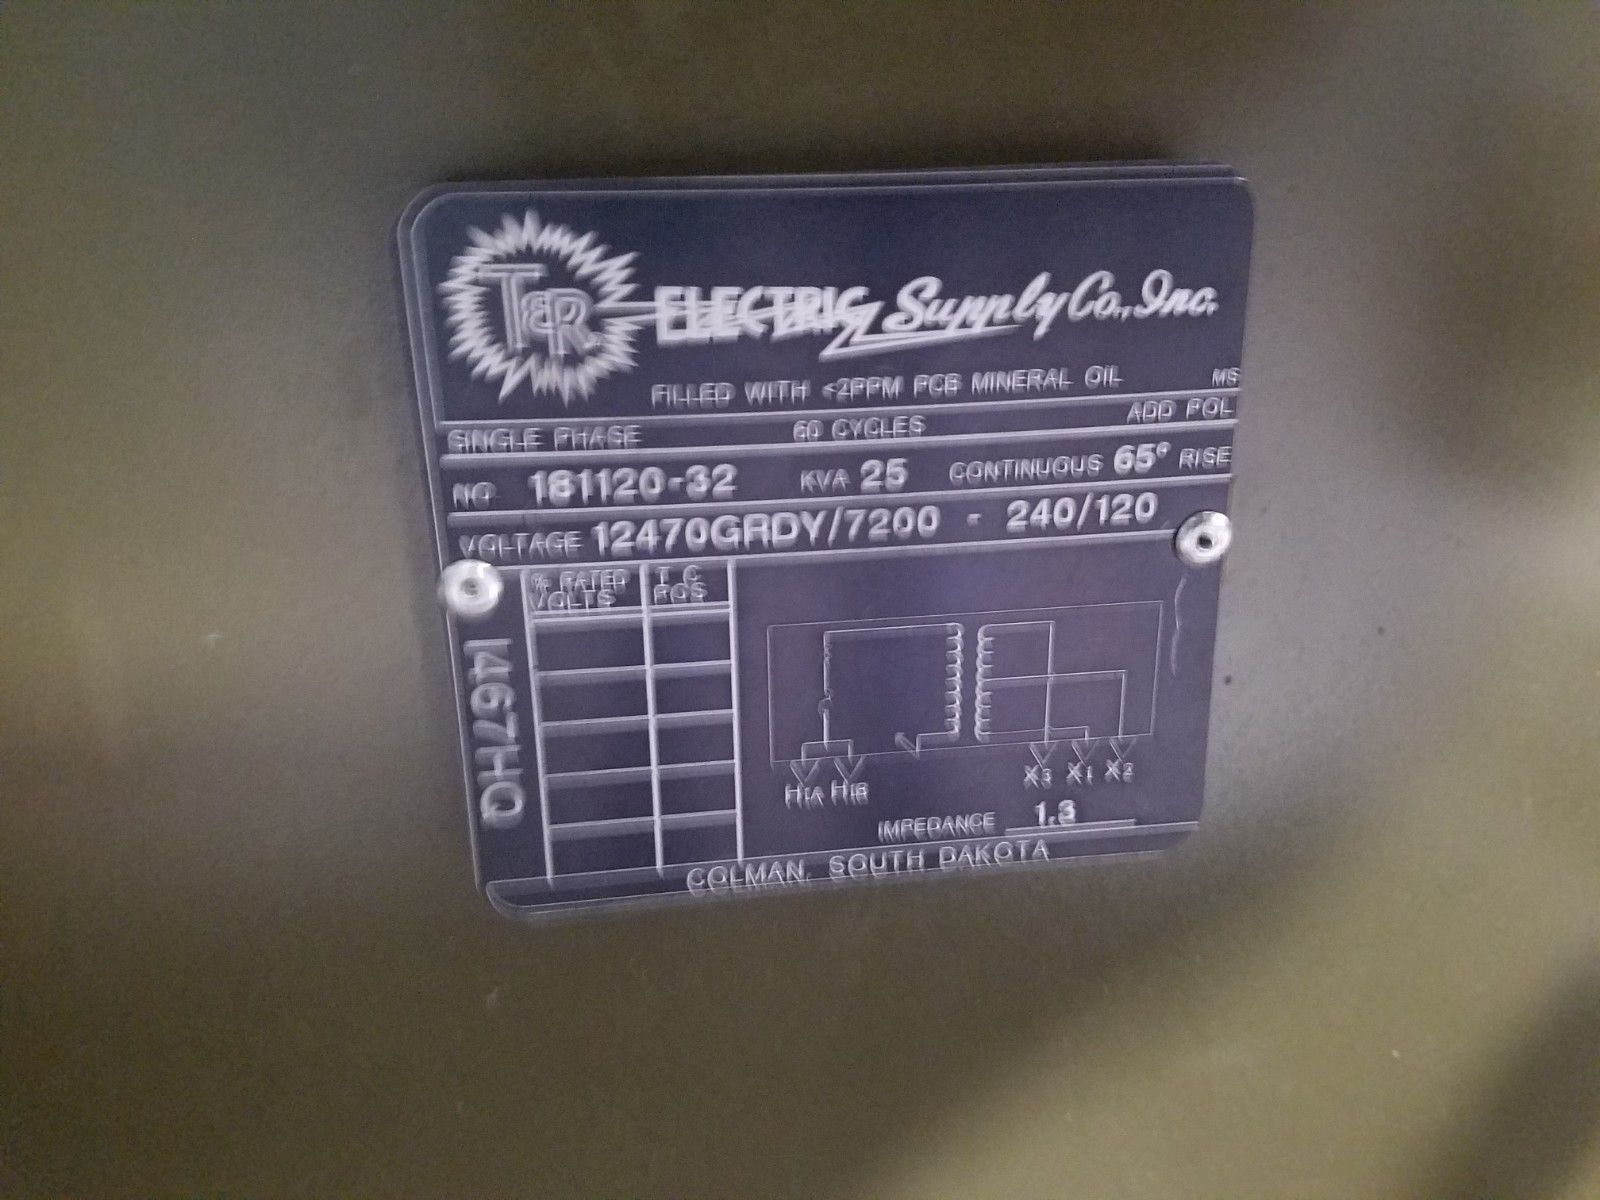 T&R ELECTRIC Supply Co., Inc.
FILLED WITH <2PPM PCB MINERAL OIL MS
SINGLE PHASE 60 CYCLES ADD POL
NO 181120-32 KVA 25 CONTINUOUS 65° RISE
VOLTAGE 12470GRDY/7200 - 240/120
% RATED VOLTS
T C POS
1467HQ
H1A H1B X3 X1 X2
IMPEDANCE 1.3
COLMAN, SOUTH DAKOTA